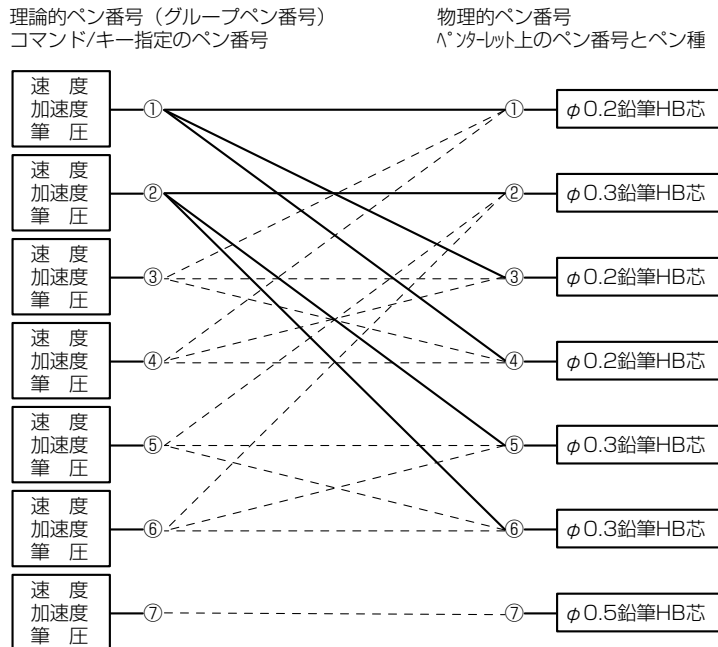 理論的ペン番号（グループペン番号）
コマンド/キー指定のペン番号
物理的ペン番号
ペンターレット上のペン番号とペン種
速　度
加速度
筆　圧
①
①
φ0.2鉛筆HB芯
速　度
加速度
筆　圧
②
②
φ0.3鉛筆HB芯
速　度
加速度
筆　圧
③
③
φ0.2鉛筆HB芯
速　度
加速度
筆　圧
④
④
φ0.2鉛筆HB芯
速　度
加速度
筆　圧
⑤
⑤
φ0.3鉛筆HB芯
速　度
加速度
筆　圧
⑥
⑥
φ0.3鉛筆HB芯
速　度
加速度
筆　圧
⑦
⑦
φ0.5鉛筆HB芯